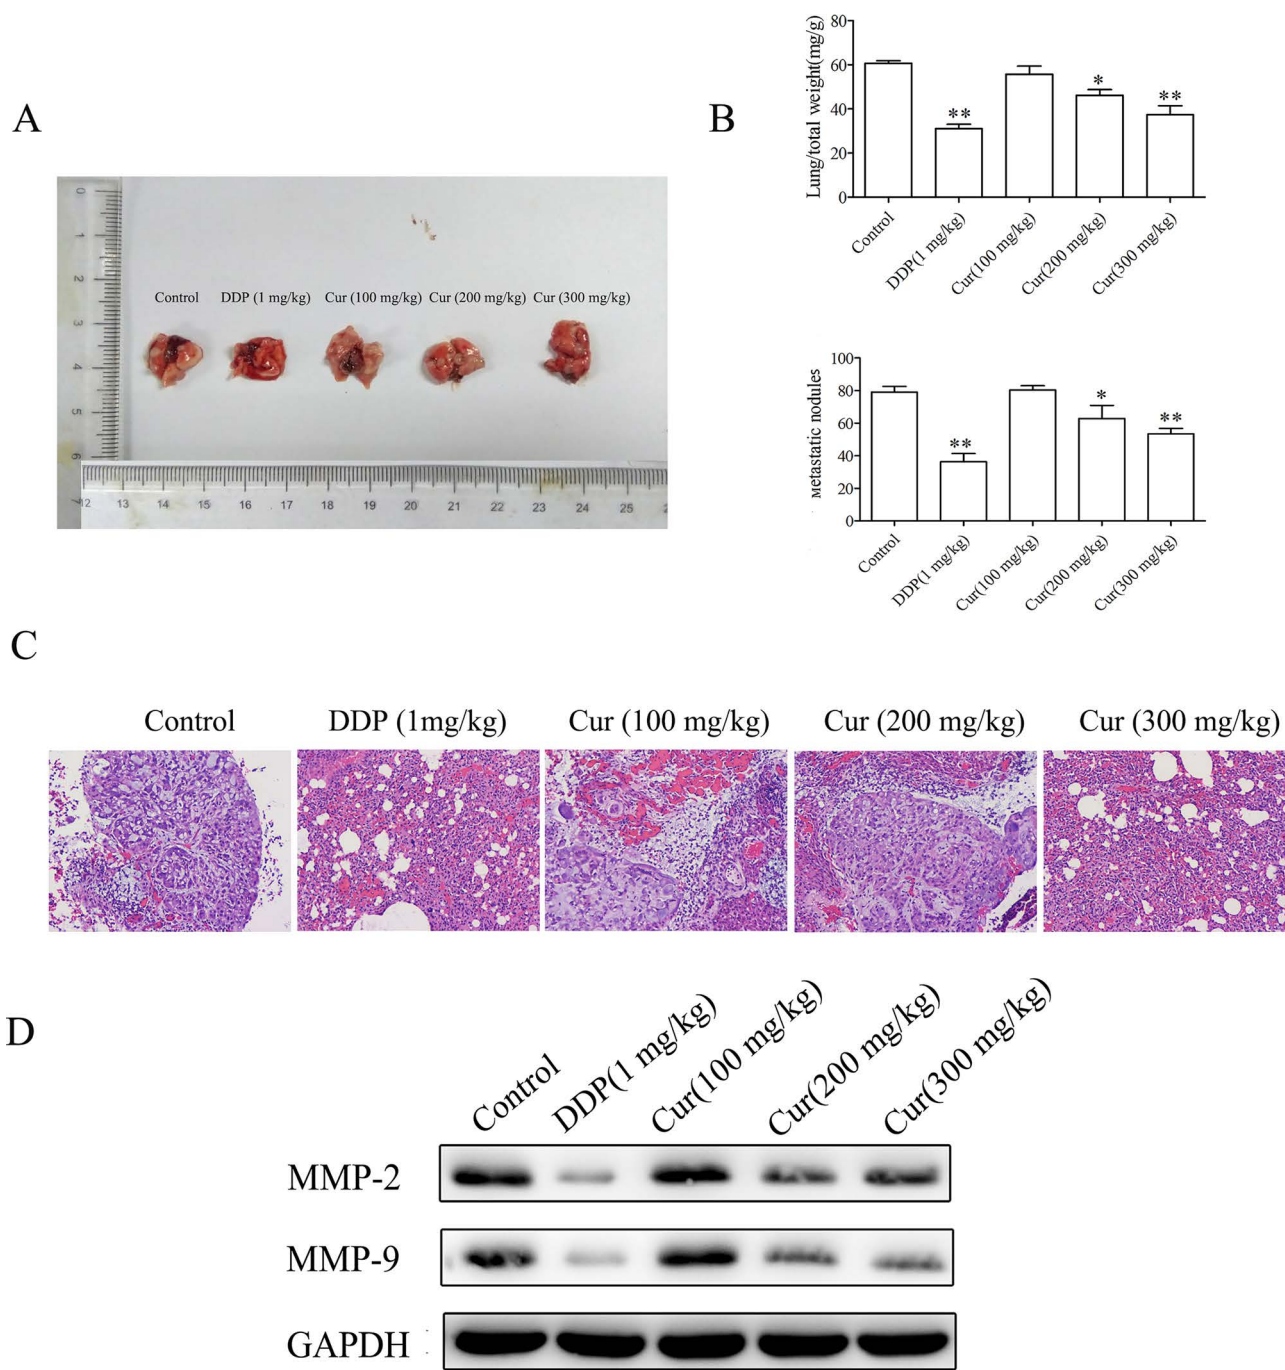 A
0
1
2
3
4
5
6
7
Control
DDP (1 mg/kg)
Cur (100 mg/kg)
Cur (200 mg/kg)
Cur (300 mg/kg)
12 13 14 15 16 17 18 19 20 21 22 23 24 25
B
Lung/total weight(mg/g)
80
60
40
20
0
**
*
**
Control
DDP(1 mg/kg)
Cur(100 mg/kg)
Cur(200 mg/kg)
Cur(300 mg/kg)
Metastatic nodules
100
80
60
40
20
0
**
*
**
Control
DDP(1 mg/kg)
Cur(100 mg/kg)
Cur(200 mg/kg)
Cur(300 mg/kg)
C
Control
DDP (1mg/kg)
Cur (100 mg/kg)
Cur (200 mg/kg)
Cur (300 mg/kg)
D
Control
DDP(1 mg/kg)
Cur(100 mg/kg)
Cur(200 mg/kg)
Cur(300 mg/kg)
MMP-2
MMP-9
GAPDH